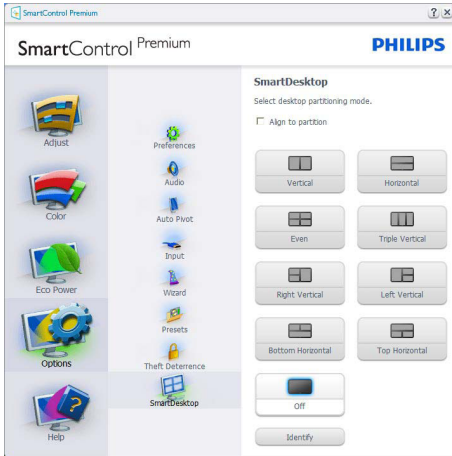 SmartControl Premium
? x
SmartControl Premium
PHILIPS
Adjust
Color
Eco Power
Options
Help
Preferences
Audio
Auto Pivot
Input
Wizard
Presets
Theft Deterrence
SmartDesktop
SmartDesktop
Select desktop partitioning mode.
Align to partition
Vertical
Horizontal
Even
Triple Vertical
Right Vertical
Left Vertical
Bottom Horizontal
Top Horizontal
Off
Identify